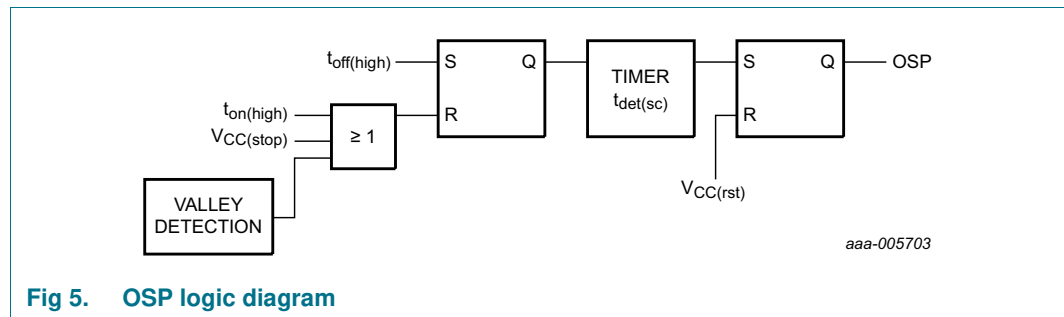 toff(high)
S
Q
R
ton(high)
VCC(stop)
≥ 1
VALLEY
DETECTION
TIMER
tdet(sc)
S
Q
R
OSP
VCC(rst)
aaa-005703
Fig 5. OSP logic diagram